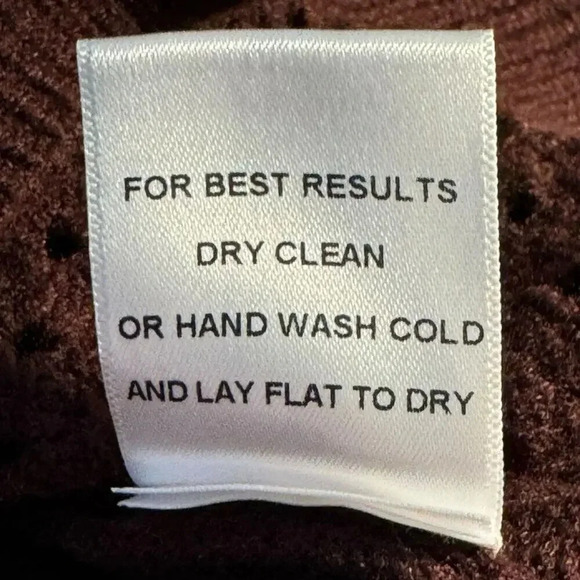 FOR BEST RESULTS
DRY CLEAN
OR HAND WASH COLD
AND LAY FLAT TO DRY